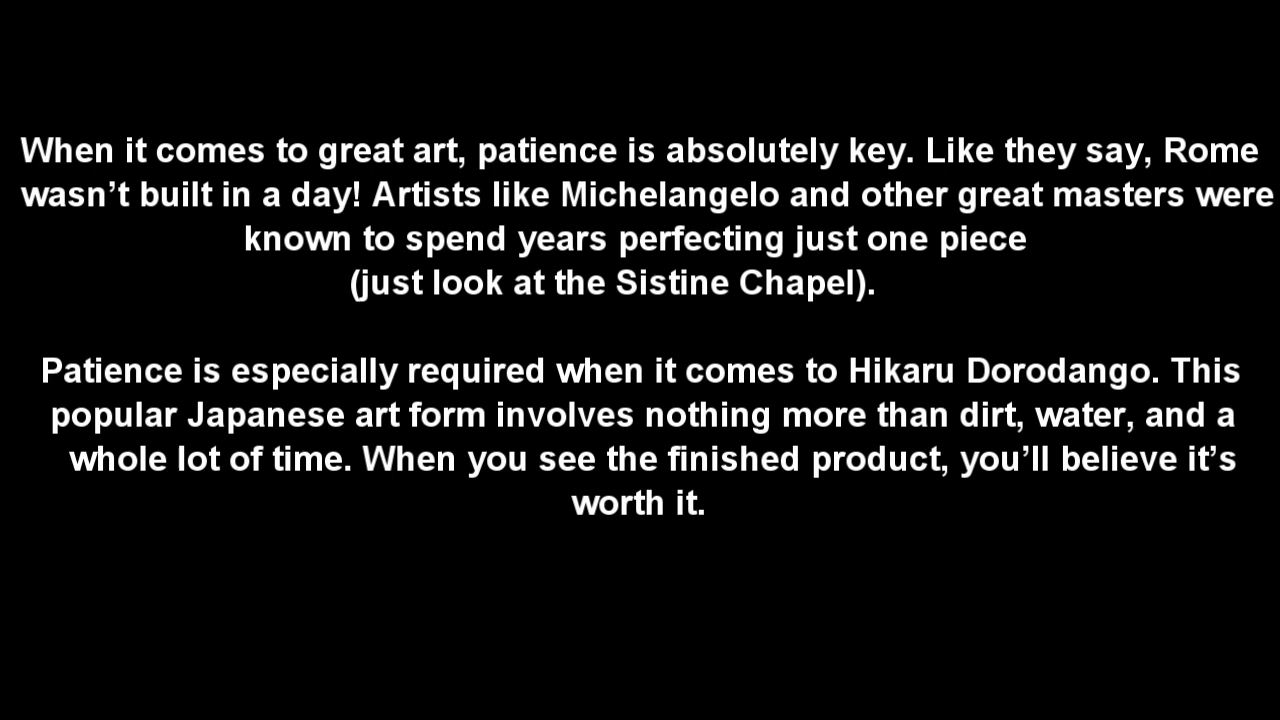 When it comes to great art, patience is absolutely key. Like they say, Rome
wasn’t built in a day! Artists like Michelangelo and other great masters were
known to spend years perfecting just one piece
(just look at the Sistine Chapel).
Patience is especially required when it comes to Hikaru Dorodango. This
popular Japanese art form involves nothing more than dirt, water, and a
whole lot of time. When you see the finished product, you’ll believe it’s
worth it.